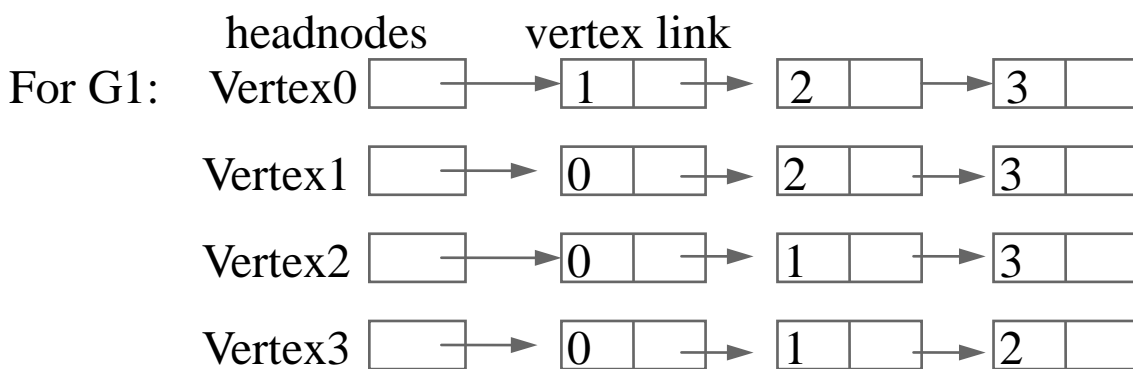 headnodes vertex link
For G1: Vertex0 1 2 3
Vertex1 0 2 3
Vertex2 0 1 3
Vertex3 0 1 2